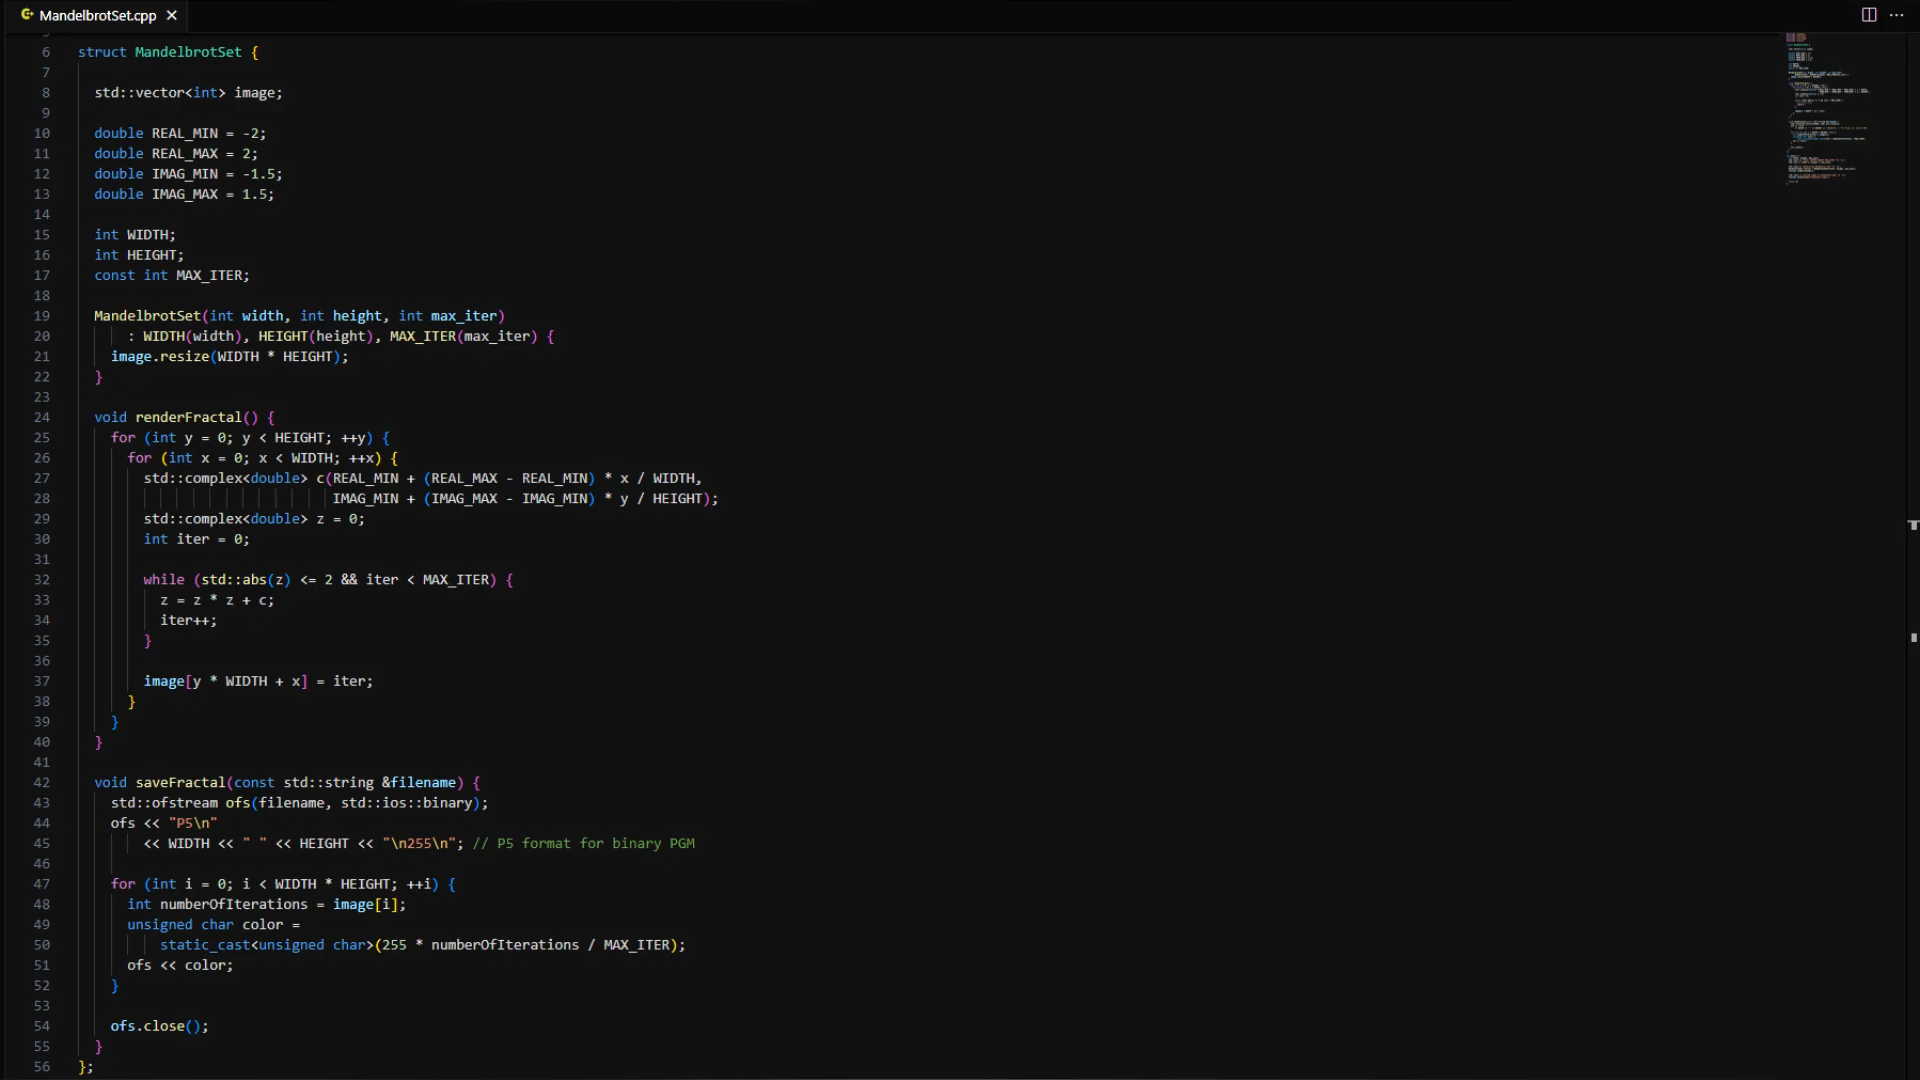 MandelbrotSet.cpp
6 struct MandelbrotSet {
7
8 std::vector<int> image;
9
10 double REAL_MIN = -2;
11 double REAL_MAX = 2;
12 double IMAG_MIN = -1.5;
13 double IMAG_MAX = 1.5;
14
15 int WIDTH;
16 int HEIGHT;
17 const int MAX_ITER;
18
19 MandelbrotSet(int width, int height, int max_iter)
20 : WIDTH(width), HEIGHT(height), MAX_ITER(max_iter) {
21 image.resize(WIDTH * HEIGHT);
22 }
23
24 void renderFractal() {
25 for (int y = 0; y < HEIGHT; ++y) {
26 for (int x = 0; x < WIDTH; ++x) {
27 std::complex<double> c(REAL_MIN + (REAL_MAX - REAL_MIN) * x / WIDTH,
28 IMAG_MIN + (IMAG_MAX - IMAG_MIN) * y / HEIGHT);
29 std::complex<double> z = 0;
30 int iter = 0;
31
32 while (std::abs(z) <= 2 && iter < MAX_ITER) {
33 z = z * z + c;
34 iter++;
35 }
36
37 image[y * WIDTH + x] = iter;
38 }
39 }
40 }
41
42 void saveFractal(const std::string &filename) {
43 std::ofstream ofs(filename, std::ios::binary);
44 ofs << "P5\n"
45 << WIDTH << " " << HEIGHT << "\n255\n"; // P5 format for binary PGM
46
47 for (int i = 0; i < WIDTH * HEIGHT; ++i) {
48 int numberOfIterations = image[i];
49 unsigned char color =
50 static_cast<unsigned char>(255 * numberOfIterations / MAX_ITER);
51 ofs << color;
52 }
53
54 ofs.close();
55 }
56 };